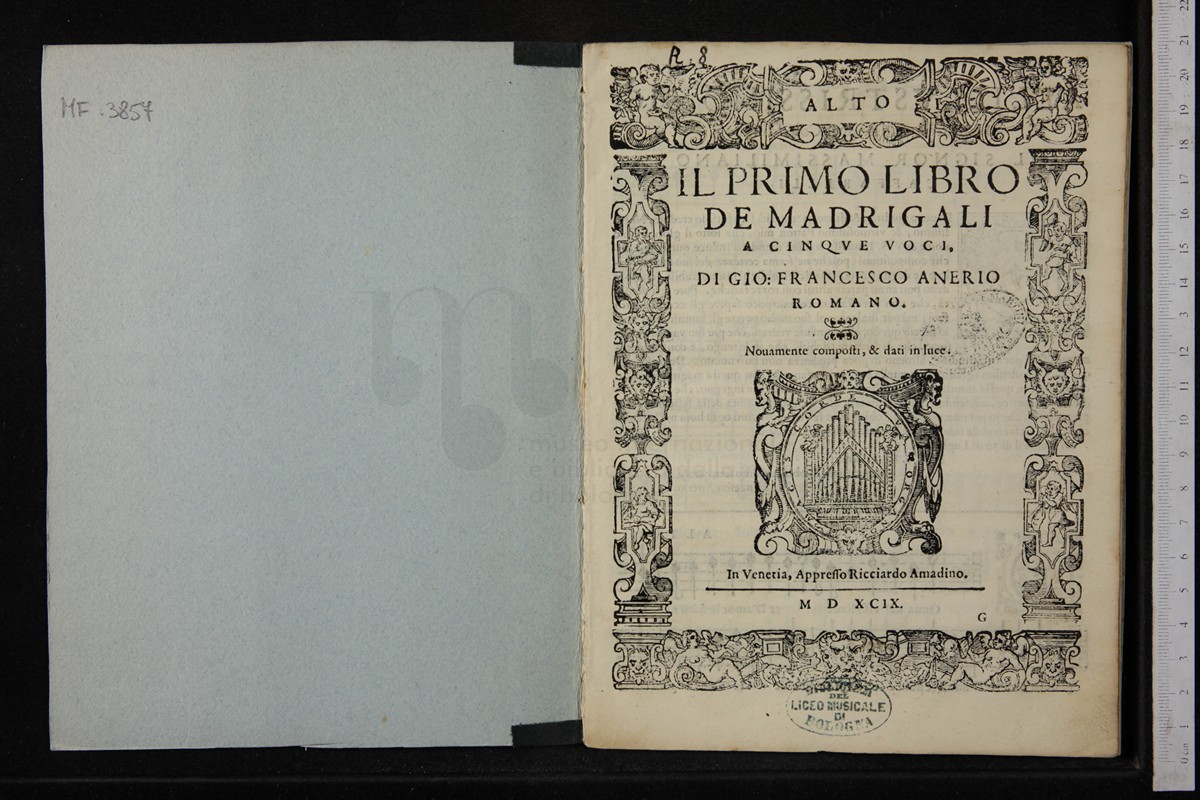 MF . 3857
R. 8
ALTO
IL PRIMO LIBRO
DE MADRIGALI
A CINQVE VOCI,
DI GIO: FRANCESCO ANERIO
ROMANO.
Nouamente composti, & dati in luce.
In Venetia, Appresso Ricciardo Amadino.
M D XCIX.
G
DEL
LICEO MUSICALE
DI
BOLOGNA